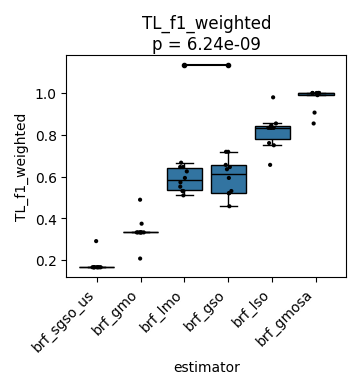 TL_f1_weighted
p = 6.24e-09
TL_f1_weighted
1.0
0.8
0.6
0.4
0.2
brf_sgso_us
brf_gmo
brf_lmo
brf_gso
brf_lso
brf_gmosa
estimator